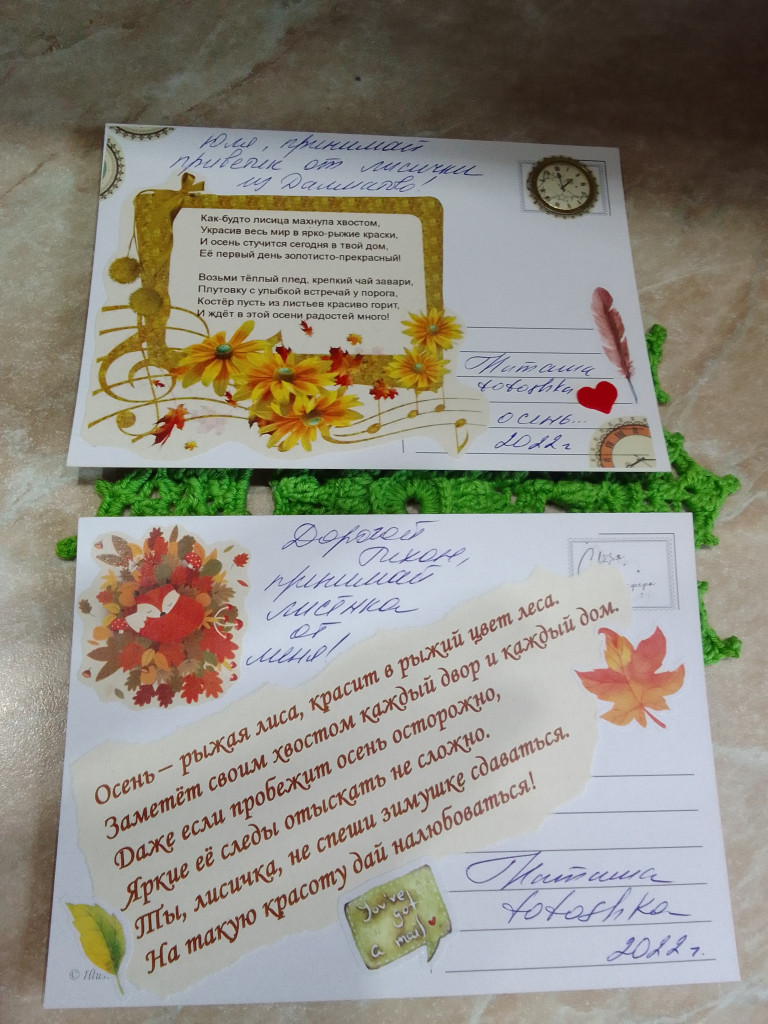 Юля, принимай
приветик от лисички
из Далматово!
Как-будто лисица махнула хвостом,
Украсив весь мир в ярко-рыжие краски,
И осень стучится сегодня в твой дом,
Её первый день золотисто-прекрасный!
Возьми тёплый плед, крепкий чай завари,
Плутовку с улыбкой встречай у порога,
Костёр пусть из листьев красиво горит,
И ждёт в этой осени радостей много!
Наташа
totoshka
осень...
2022г
Дорогой
Тихон,
принимай
лисёнка
от
меня!
Осень – рыжая лиса, красит в рыжий цвет леса.
Заметёт своим хвостом каждый двор и каждый дом.
Даже если пробежит осень осторожно,
Яркие её следы отыскать не сложно.
Ты, лисичка, не спеши зимушке сдаваться.
На такую красоту дай налюбоваться!
You've
got
a mail
Наташа
totoshka
2022г.
©